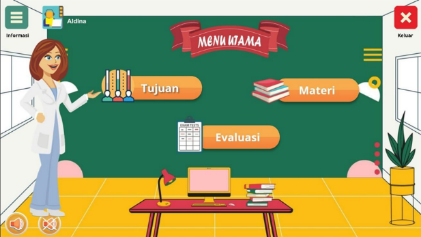 Aldina
Informasi
Keluar
MENU UTAMA
Tujuan
Materi
Evaluasi